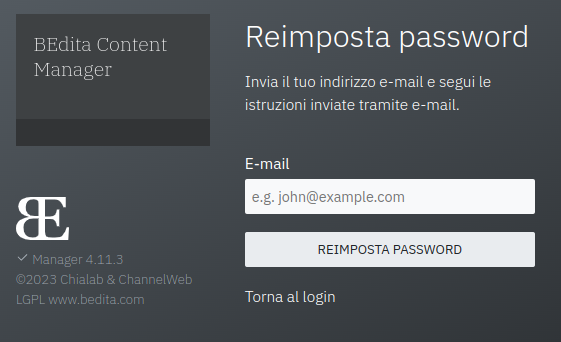 BEdita Content
Manager
BE
Manager 4.11.3
©2023 Chialab & ChannelWeb
LGPL www.bedita.com
Reimposta password
Invia il tuo indirizzo e-mail e segui le
istruzioni inviate tramite e-mail.
E-mail
e.g. john@example.com
REIMPOSTA PASSWORD
Torna al login